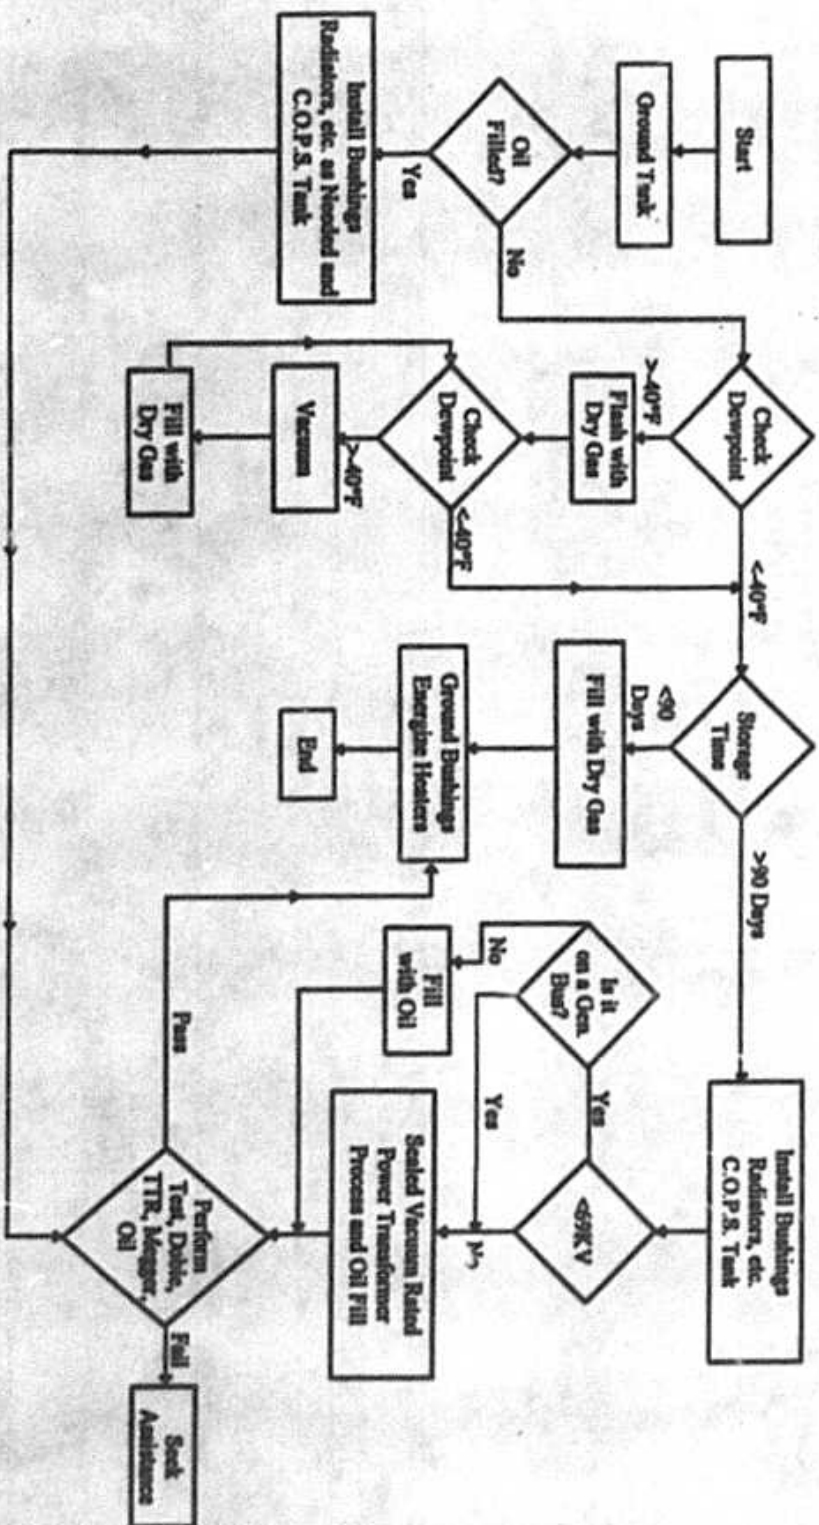 Start
Ground Tank
Oil
Filled?
Yes
No
Install Bushings
Radiators, etc. as Needed and
C.O.P.S. Tank
Check
Dewpoint
>-40°F
<-40°F
Flash with
Dry Gas
Check
Dewpoint
>-40°F
<-40°F
Vacuum
Fill with
Dry Gas
Storage
Time
<90
Days
>90 Days
Fill with Dry Gas
Ground Bushings
Energize Heaters
End
Install Bushings
Radiators, etc.
C.O.P.S. Tank
<69KV
Yes
No
Is it
on a Gen.
Bus?
No
Yes
Fill
with Oil
Sealed Vacuum Rated
Power Transformer
Process and Oil Fill
Perform
Test, Doble,
TTR, Megger,
Oil
Pass
Fail
Seek
Assistance